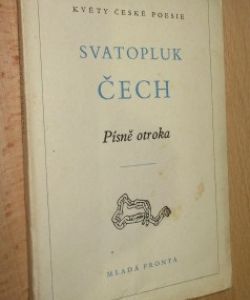 KVĚTY ČESKÉ POESIE
SVATOPLUK
ČECH
Písně otroka
MLADÁ FRONTA